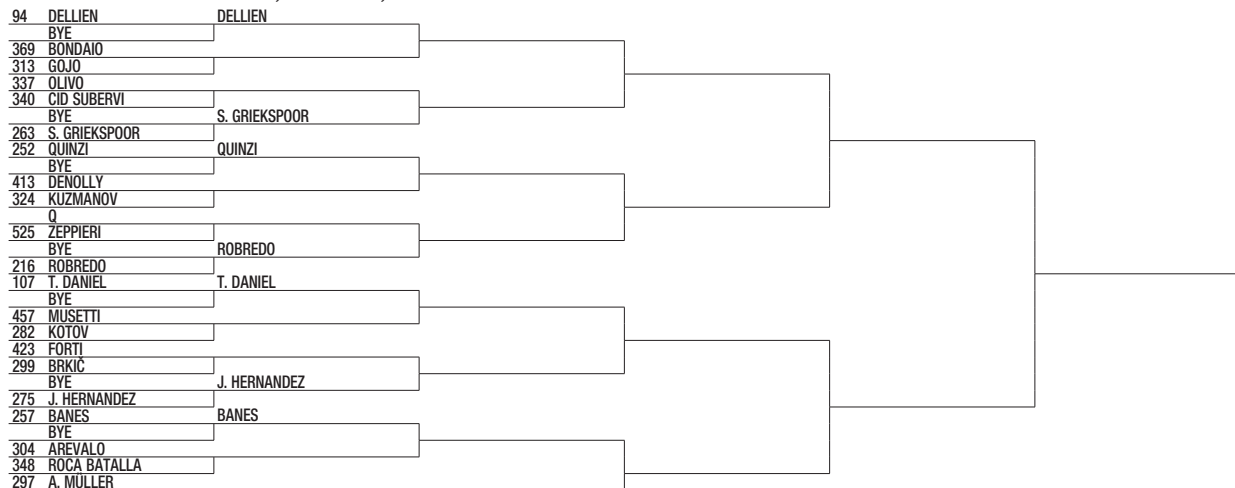 94 DELLIEN DELLIEN
BYE
369 BONDAIO
313 GOJO
337 OLIVO
340 CID SUBERVI
BYE S. GRIEKSPOOR
263 S. GRIEKSPOOR
252 QUINZI QUINZI
BYE
413 DENOLLY
324 KUZMANOV
Q
525 ZEPPIERI
BYE ROBREDO
216 ROBREDO
107 T. DANIEL T. DANIEL
BYE
457 MUSETTI
282 KOTOV
423 FORTI
299 BRKIČ
BYE J. HERNANDEZ
275 J. HERNANDEZ
257 BANES BANES
BYE
304 AREVALO
348 ROCA BATALLA
297 A. MÜLLER